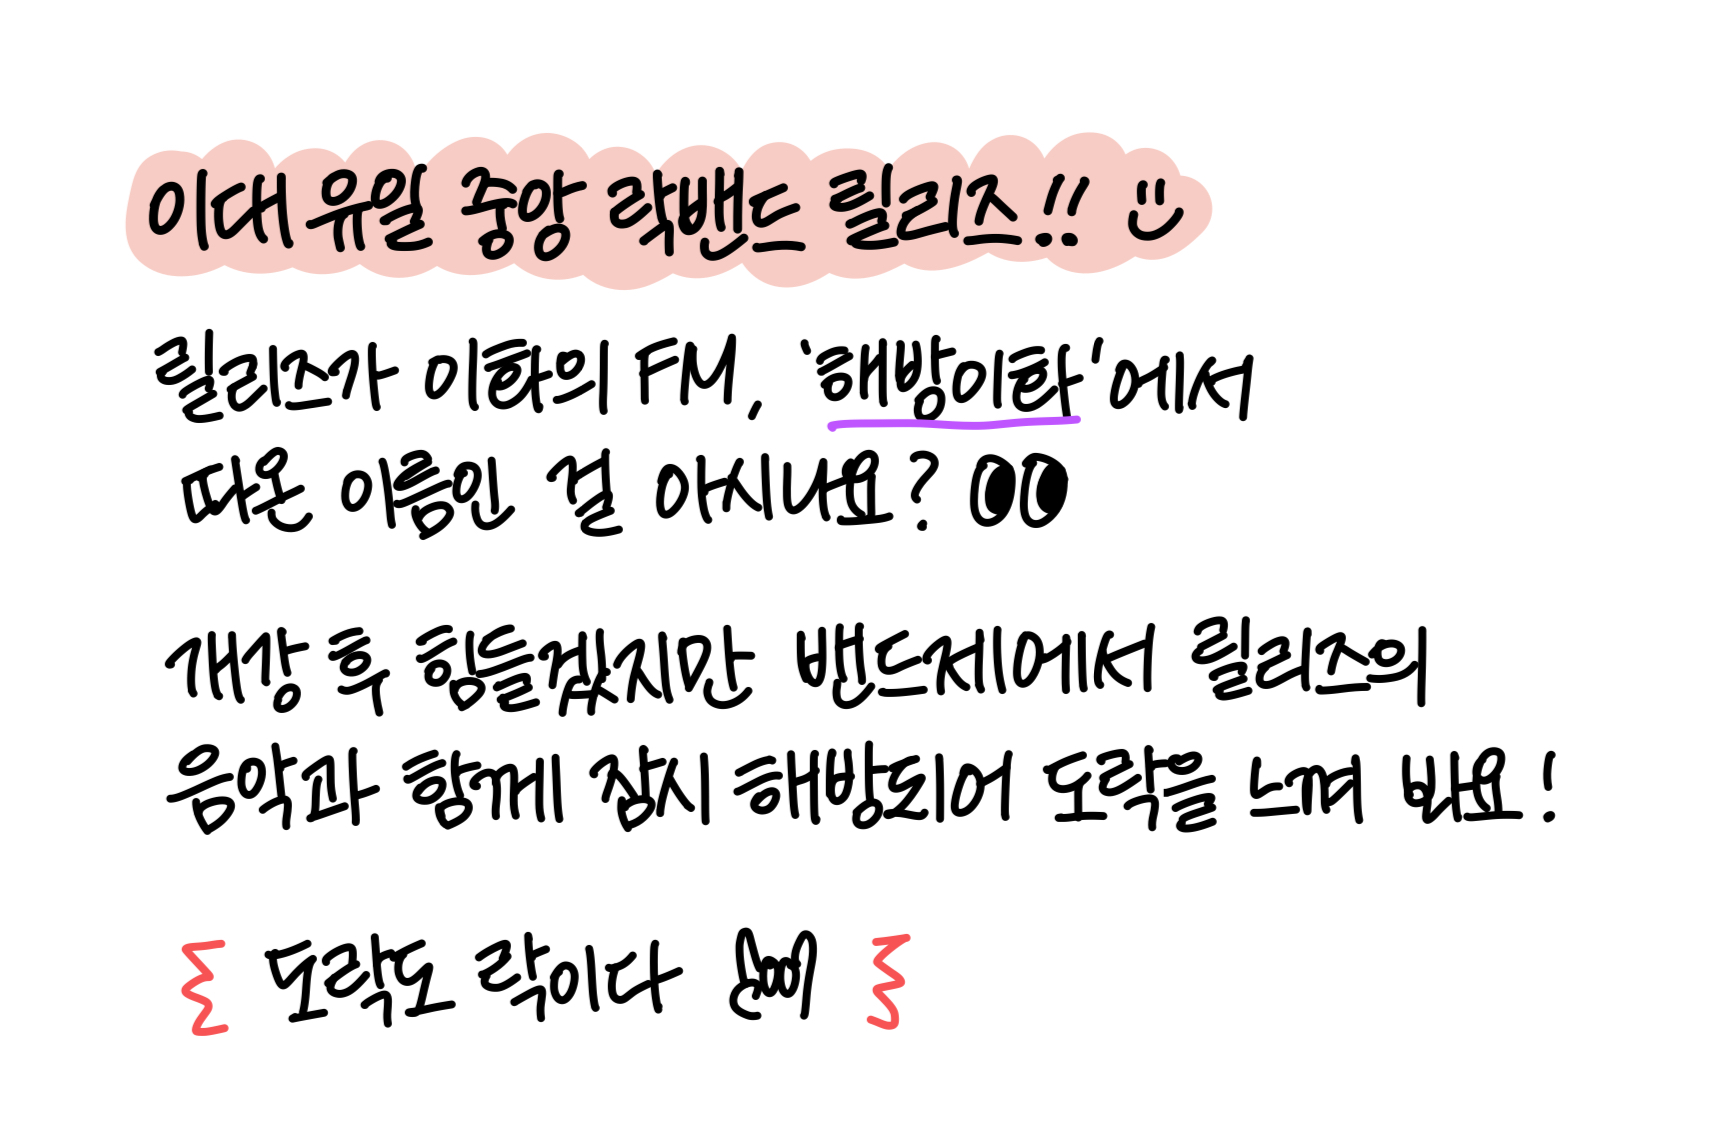 이대 유일 중앙 락밴드 릴리즈!!
릴리즈가 이화의 FM, '해방이화'에서
따온 이름인 걸 아시나요?
개강 후 힘들겠지만 밴드제에서 릴리즈의
음악과 함께 잠시 해방되어 도락을 느껴 봐요!
도락도 락이다